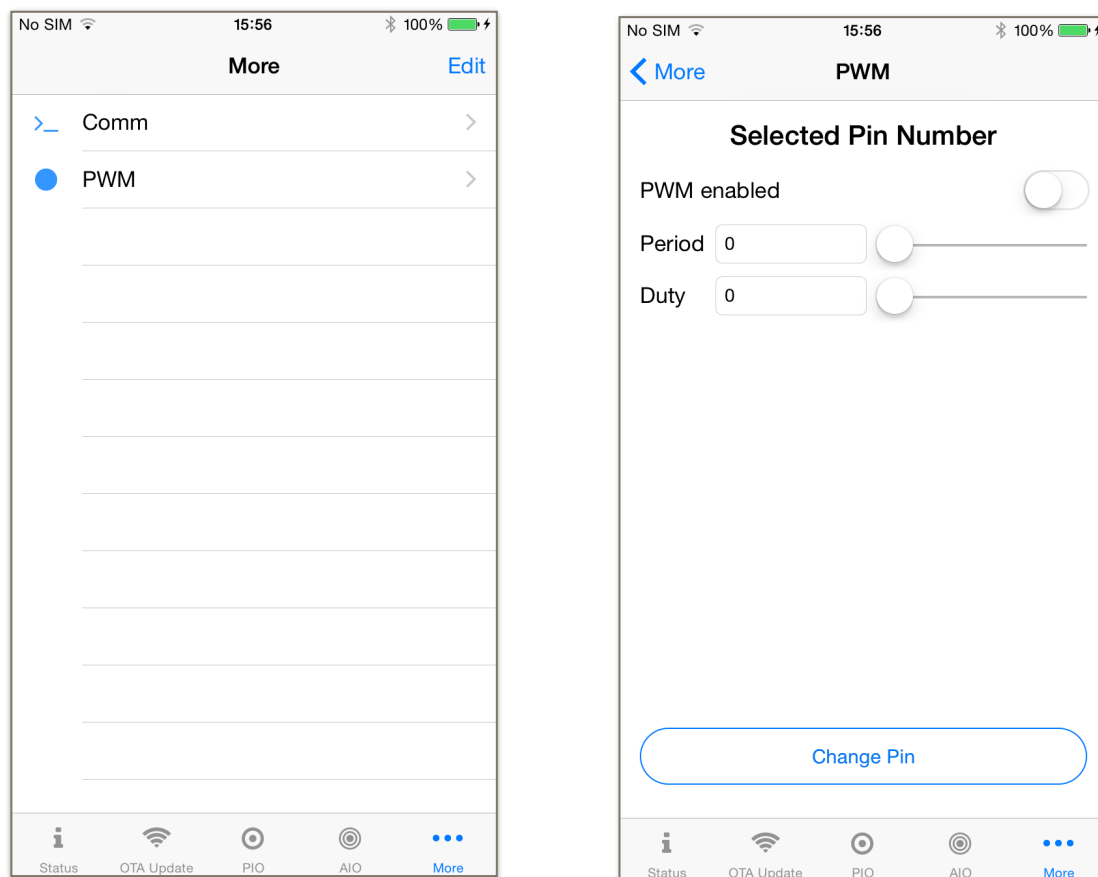 No SIM 15:56 100%
More Edit
>_ Comm
PWM
Status OTA Update PIO AIO More
No SIM 15:56 100%
More PWM
Selected Pin Number
PWM enabled
Period 0
Duty 0
Change Pin
Status OTA Update PIO AIO More